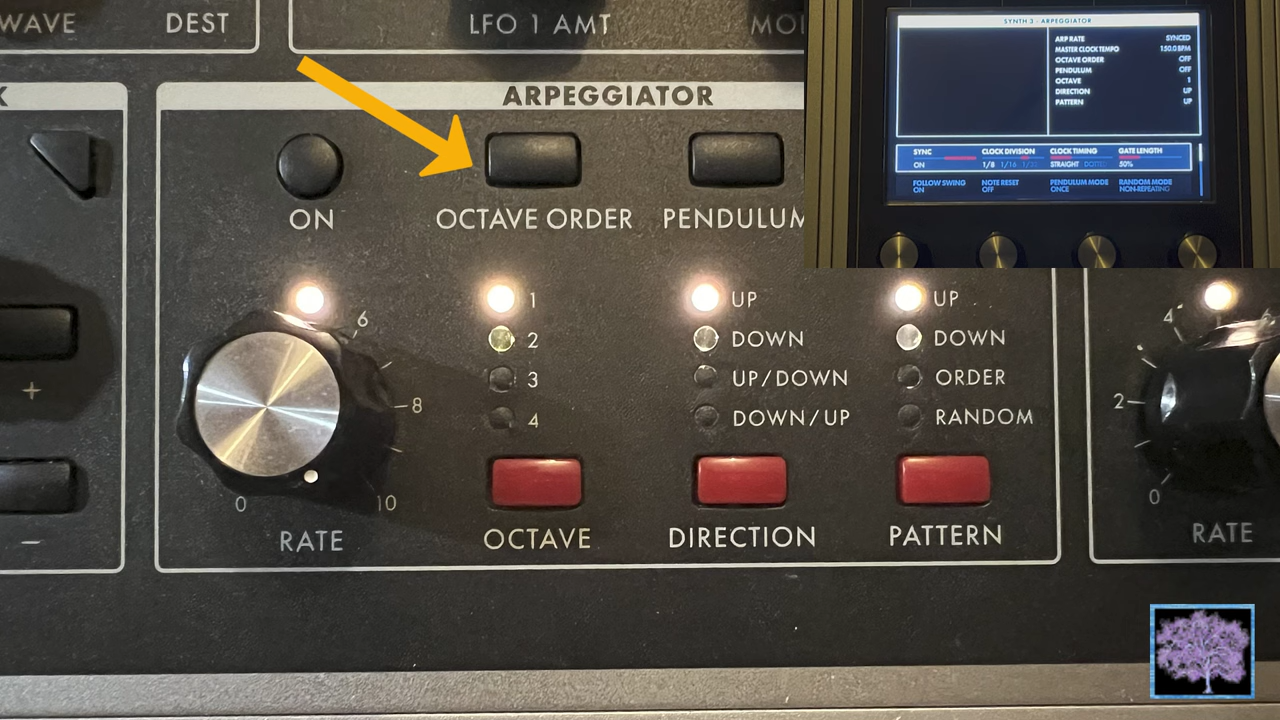 WAVE
DEST
LFO 1 AMT
ARPEGGIATOR
ON
OCTAVE ORDER
PENDULUM
6
8
10
0
RATE
1
2
3
4
OCTAVE
UP
DOWN
UP/DOWN
DOWN/UP
DIRECTION
UP
DOWN
ORDER
RANDOM
PATTERN
+
–
4
2
0
RATE
SYNTH 3 : ARPEGGIATOR
ARP RATE SYNCED
MASTER CLOCK TEMPO 150.0 BPM
OCTAVE ORDER OFF
PENDULUM OFF
OCTAVE 1
DIRECTION UP
PATTERN UP
SYNC CLOCK DIVISION CLOCK TIMING GATE LENGTH
ON 1/8 1/16 1/32 STRAIGHT DOTTED 50%
FOLLOW SWING NOTE RESET PENDULUM MODE RANDOM MODE
ON OFF ONCE NON-REPEATING